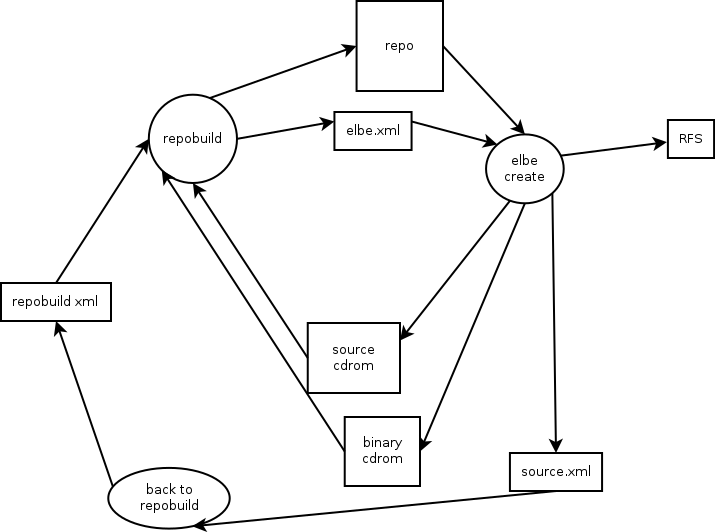 repo
elbe.xml
repobuild
RFS
elbe
create
repobuild xml
source
cdrom
binary
cdrom
source.xml
back to
repobuild